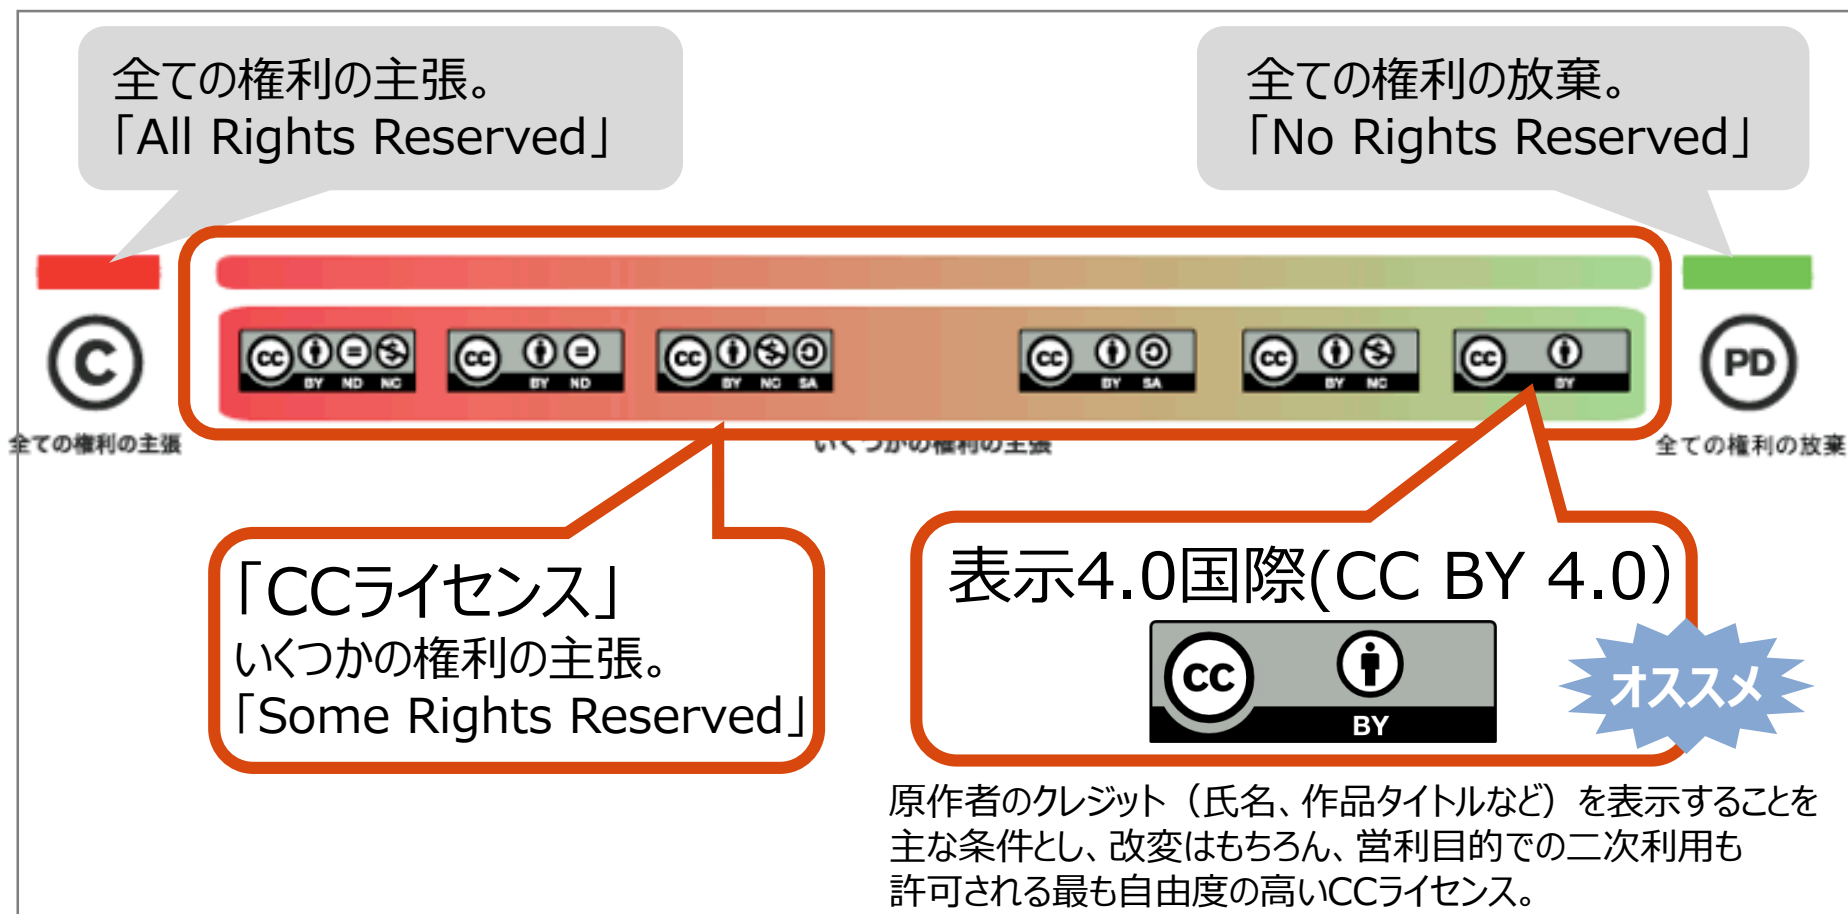 全ての権利の主張。
「All Rights Reserved」
全ての権利の放棄。
「No Rights Reserved」
C
cc BY ND NC
cc BY ND
cc BY NC SA
cc BY SA
cc BY NC
cc BY
PD
全ての権利の主張
いくつかの権利の主張
全ての権利の放棄
「CCライセンス」
いくつかの権利の主張。
「Some Rights Reserved」
表示4.0国際(CC BY 4.0）
cc
BY
オススメ
原作者のクレジット（氏名、作品タイトルなど）を表示することを
主な条件とし、改変はもちろん、営利目的での二次利用も
許可される最も自由度の高いCCライセンス。